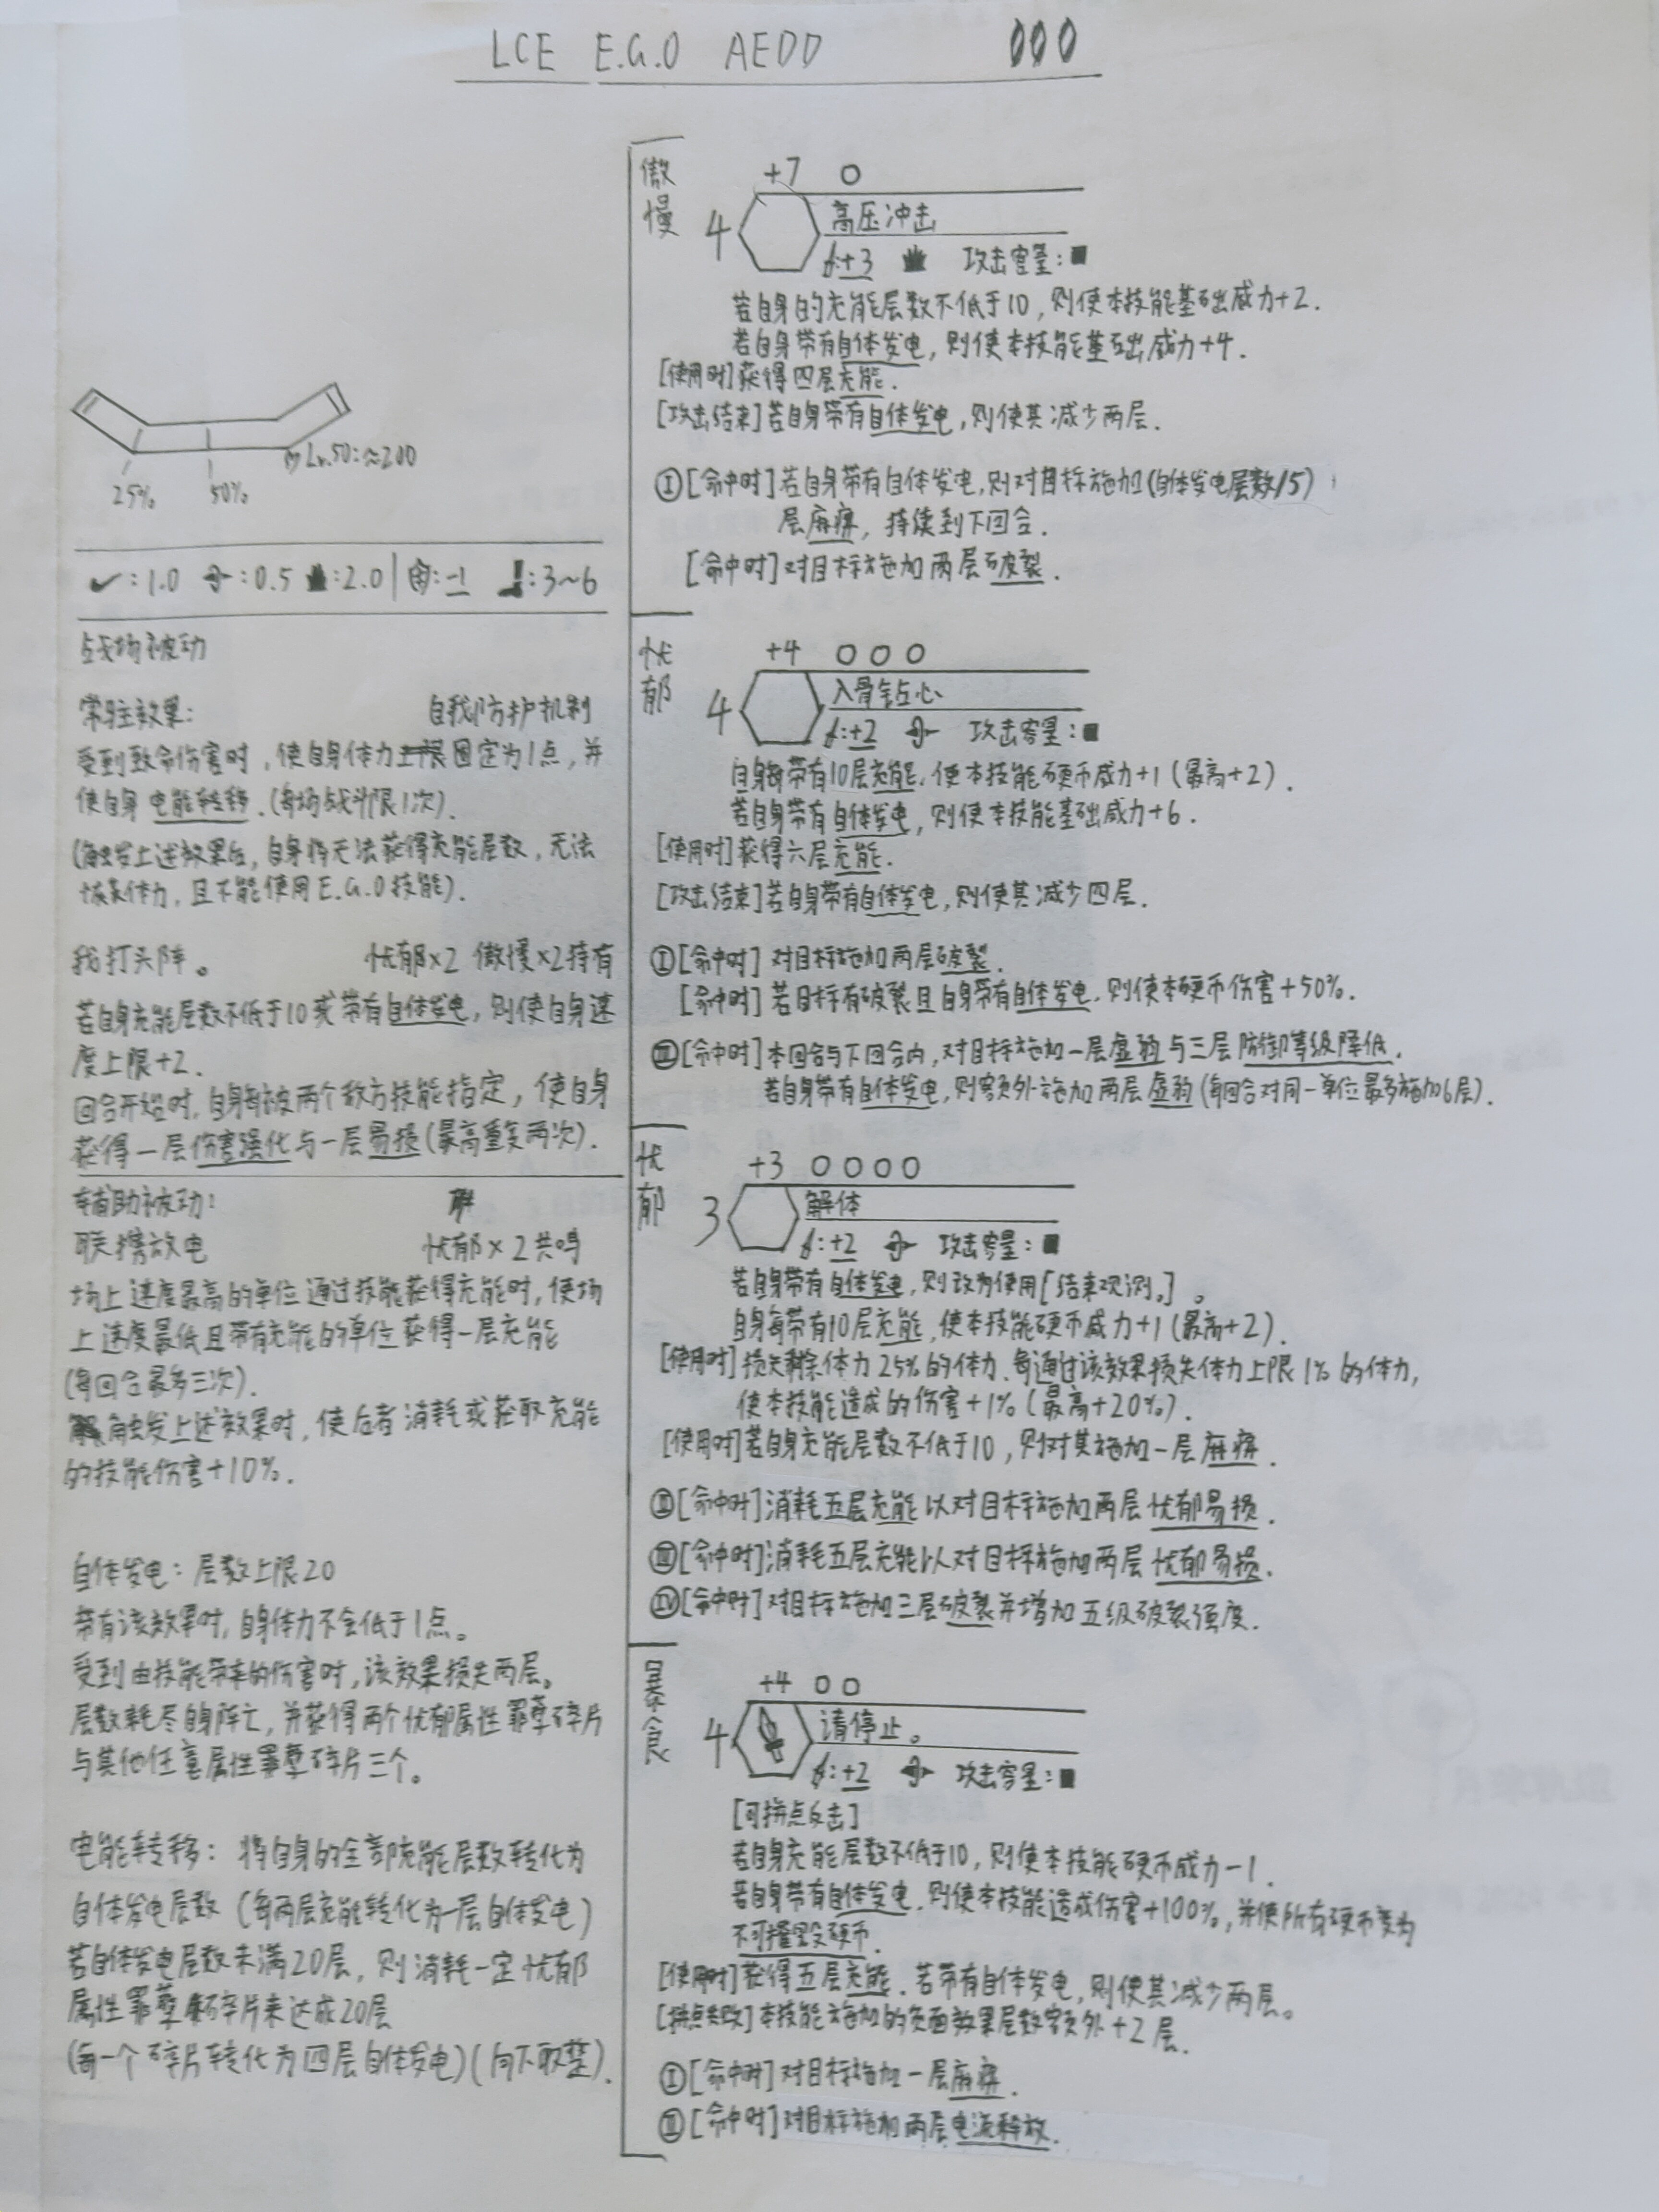 LCE E.G.O AEDD 000
25%
50%
Lv.50:≈200
:1.0 :0.5 :2.0 :-1 :3~6
战场被动
常驻效果: 自我防护机制
受到致命伤害时,使自身体力固定为1点,并
使自身电能转移.(每场战斗限1次).
(触发上述效果后,自身将无法获得充能层数,无法
恢复体力,且不能使用E.G.O技能).
我打头阵。 忧郁×2 傲慢×2持有
若自身充能层数不低于10或带有自体发电,则使自身速
度上限+2.
回合开始时,自身每被两个敌方技能指定,使自身
获得一层伤害强化与一层易损(最高重复两次).
辅助被动:
联携放电 忧郁×2共鸣
场上速度最高的单位通过技能获得充能时,使场
上速度最低且带有充能的单位获得一层充能
(每回合最多三次).
触发上述效果时,使后者消耗或获取充能
的技能伤害+10%.
自体发电:层数上限20
带有该效果时,自身体力不会低于1点。
受到由技能带来的伤害时,该效果损失两层。
层数耗尽自身阵亡,并获得两个忧郁属性罪孽碎片
与其他任意属性罪孽碎片三个。
电能转移:将自身的全部充能层数转化为
自体发电层数(每两层充能转化为一层自体发电)
若自体发电层数未满20层,则消耗一定忧郁
属性罪孽碎片来达成20层
(每一个碎片转化为四层自体发电)(向下取整).
傲慢
+7 O
4 高压冲击
:+3 攻击容量:■
若自身的充能层数不低于10,则使本技能基础威力+2.
若自身带有自体发电,则使本技能基础威力+4.
[使用时]获得四层充能.
[攻击结束]若自身带有自体发电,则使其减少两层.
Ⅰ[命中时]若自身带有自体发电,则对目标施加(自体发电层数/5)
层麻痹,持续到下回合.
[命中时]对目标施加两层破裂.
忧郁
+4 O O O
4 入骨钻心
:+2 攻击容量:■
自身每带有10层充能,使本技能硬币威力+1(最高+2).
若自身带有自体发电,则使本技能基础威力+6.
[使用时]获得六层充能.
[攻击结束]若自身带有自体发电,则使其减少四层.
Ⅰ[命中时]对目标施加两层破裂.
[命中时]若目标有破裂且自身带有自体发电,则使本硬币伤害+50%.
Ⅲ[命中时]本回合与下回合内,对目标施加一层虚弱与三层防御等级降低.
若自身带有自体发电,则额外施加两层虚弱(每回合对同一单位最多施加6层).
忧郁
+3 O O O O
3 解体
:+2 攻击容量:■
若自身带有自体发电,则改为使用[结束观测。]。
自身每带有10层充能,使本技能硬币威力+1(最高+2).
[使用时]损失剩余体力25%的体力.每通过该效果损失体力上限1%的体力,
使本技能造成的伤害+1%(最高+20%).
[使用时]若自身充能层数不低于10,则对其施加一层麻痹.
Ⅱ[命中时]消耗五层充能以对目标施加两层忧郁易损.
Ⅲ[命中时]消耗五层充能以对目标施加两层忧郁易损.
Ⅳ[命中时]对目标施加三层破裂并增加五级破裂强度.
暴食
+4 O O
4 请停止。
:+2 攻击容量:■
[可拼点反击]
若自身充能层数不低于10,则使本技能硬币威力-1.
若自身带有自体发电,则使本技能造成伤害+100%,并使所有硬币变为
不可摧毁硬币.
[使用时]获得五层充能.若带有自体发电,则使其减少两层。
[拼点失败]本技能施加的负面效果层数额外+2层.
Ⅰ[命中时]对目标施加一层麻痹.
Ⅱ[命中时]对目标施加两层电流释放.